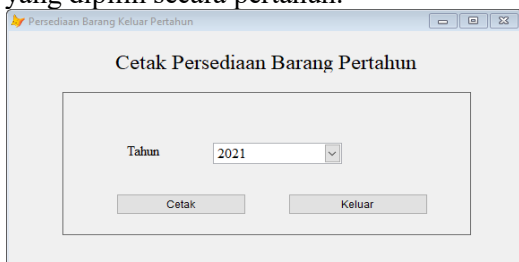 yang dipilih secara pertahun.
Persediaan Barang Keluar Pertahun
Cetak Persediaan Barang Pertahun
Tahun 2021
Cetak Keluar